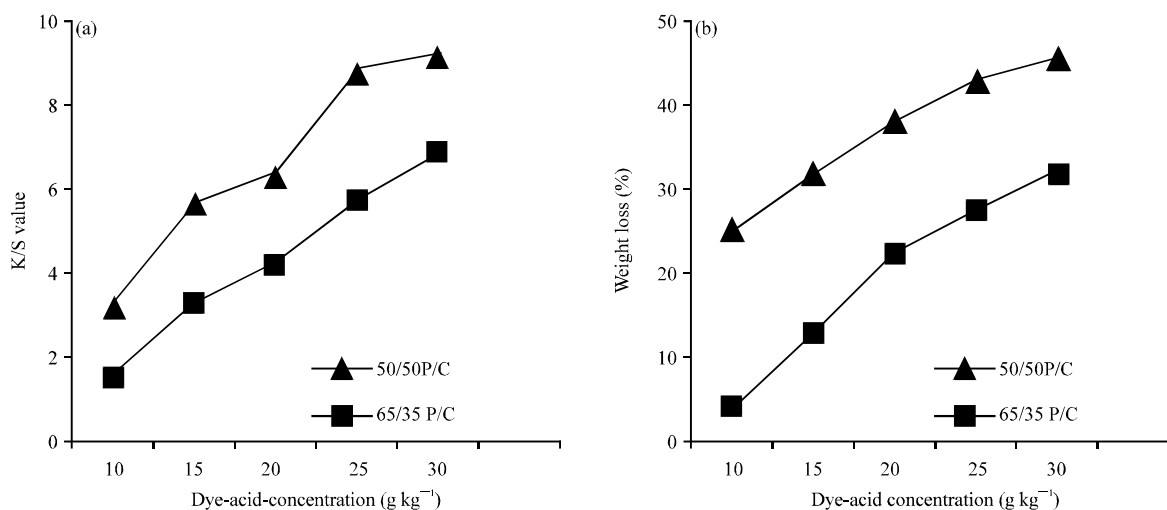 (a)
10
8
6
4
2
0
K/S value
50/50P/C
65/35 P/C
10 15 20 25 30
Dye-acid-concentration (g kg⁻¹)
(b)
50
40
30
20
10
0
Weight loss (%)
50/50P/C
65/35 P/C
10 15 20 25 30
Dye-acid concentration (g kg⁻¹)